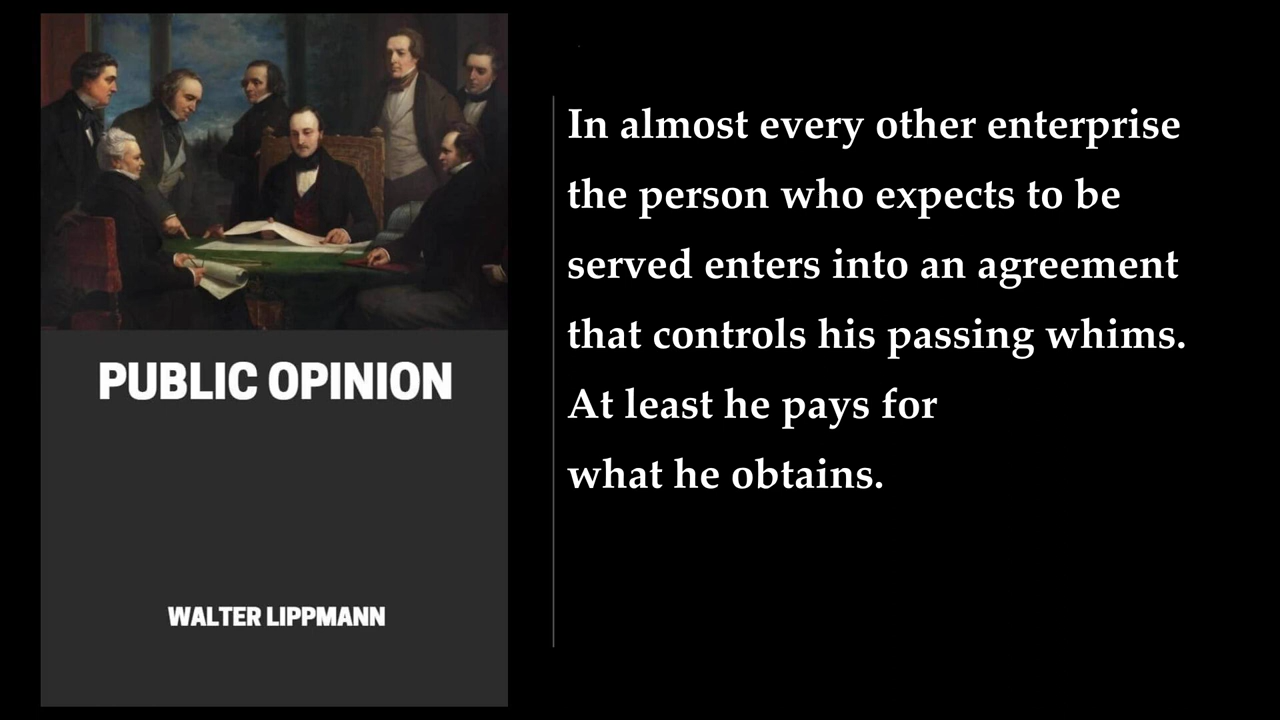 PUBLIC OPINION
WALTER LIPPMANN
In almost every other enterprise
the person who expects to be
served enters into an agreement
that controls his passing whims.
At least he pays for
what he obtains.